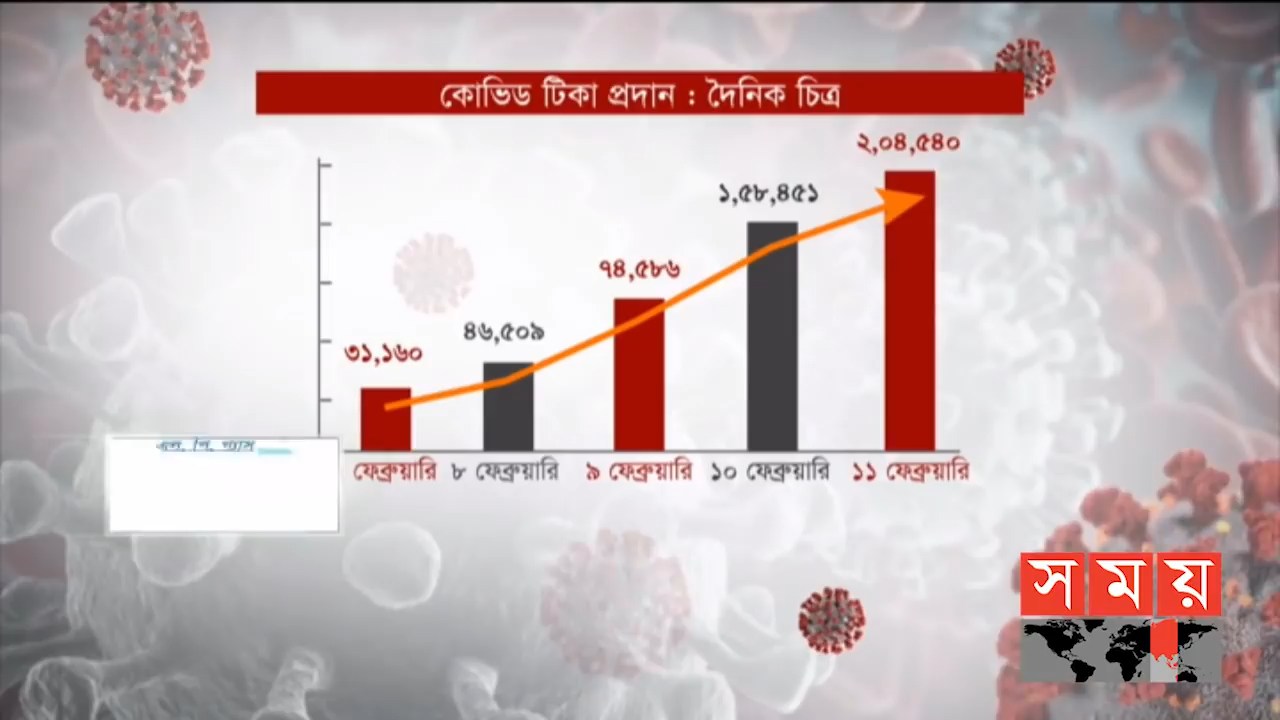 কোভিড টিকা প্রদান : দৈনিক চিত্র
২,০৪,৫৪০
১,৫৮,৪৫১
৭৪,৫৮৬
৪৬,৫০৯
৩১,১৬০
ফেব্রুয়ারি ৮ ফেব্রুয়ারি ৯ ফেব্রুয়ারি ১০ ফেব্রুয়ারি ১১ ফেব্রুয়ারি
সময়